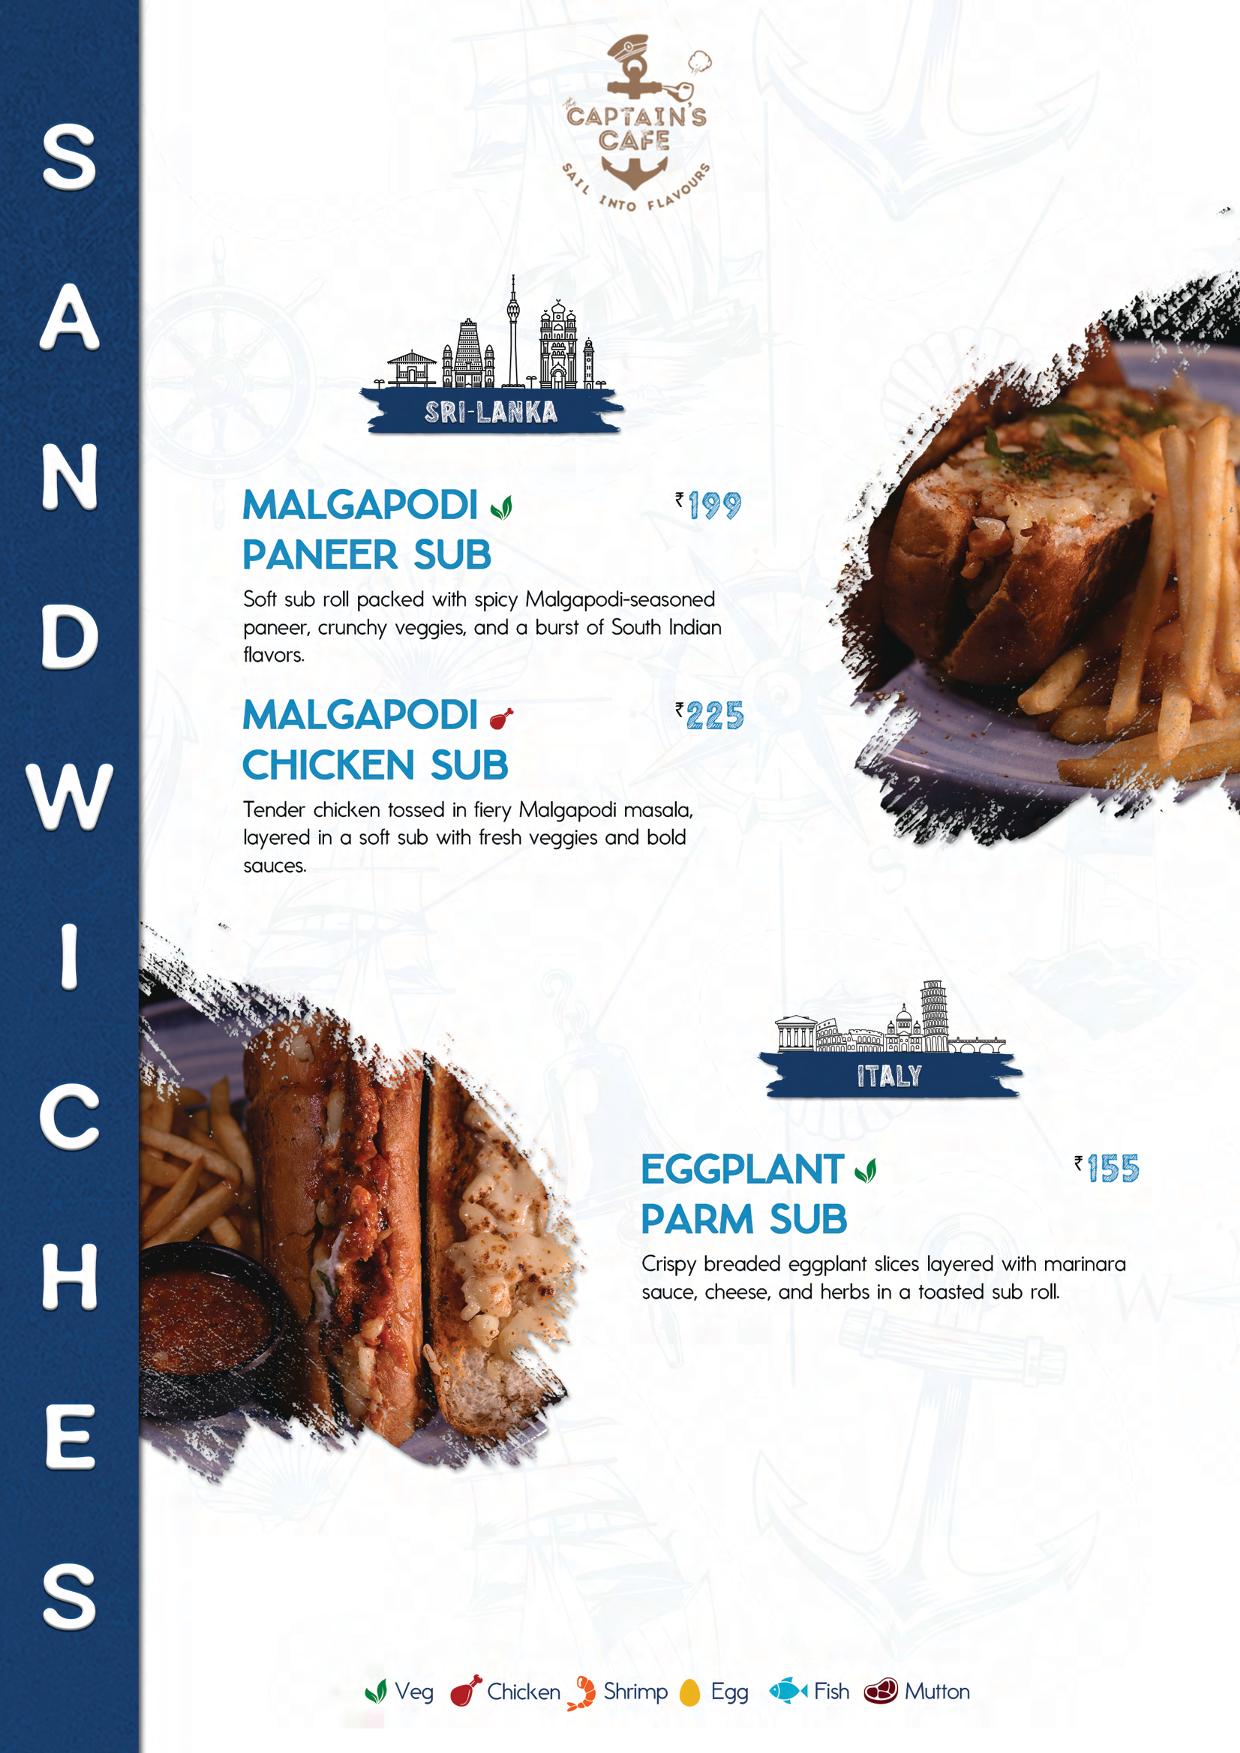 SANDWICHES
the
CAPTAIN'S
CAFE
SAIL INTO FLAVOURS
SRI-LANKA
MALGAPODI ₹199
PANEER SUB
Soft sub roll packed with spicy Malgapodi-seasoned
paneer, crunchy veggies, and a burst of South Indian
flavors.
MALGAPODI ₹225
CHICKEN SUB
Tender chicken tossed in fiery Malgapodi masala,
layered in a soft sub with fresh veggies and bold
sauces.
ITALY
EGGPLANT ₹155
PARM SUB
Crispy breaded eggplant slices layered with marinara
sauce, cheese, and herbs in a toasted sub roll.
S
W
Veg Chicken Shrimp Egg Fish Mutton